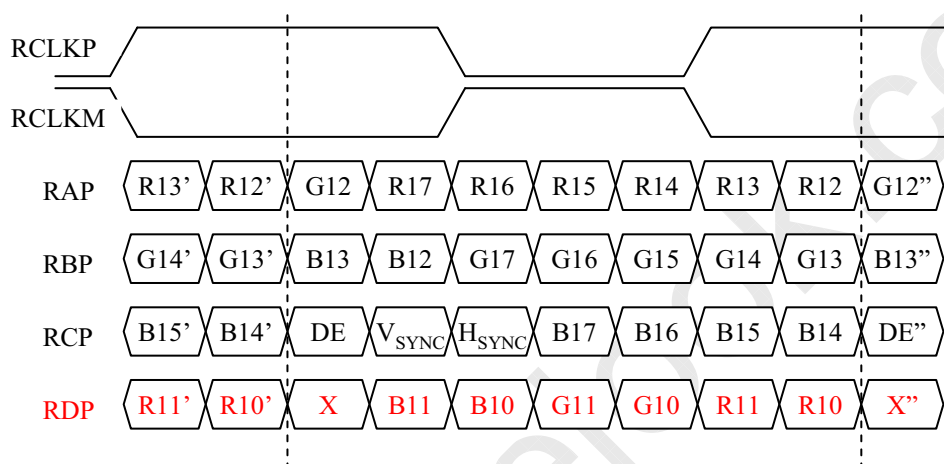 RCLKP
RCLKM
RAP R13’ R12’ G12 R17 R16 R15 R14 R13 R12 G12”
RBP G14’ G13’ B13 B12 G17 G16 G15 G14 G13 B13”
RCP B15’ B14’ DE VSYNC HSYNC B17 B16 B15 B14 DE”
RDP R11’ R10’ X B11 B10 G11 G10 R11 R10 X”